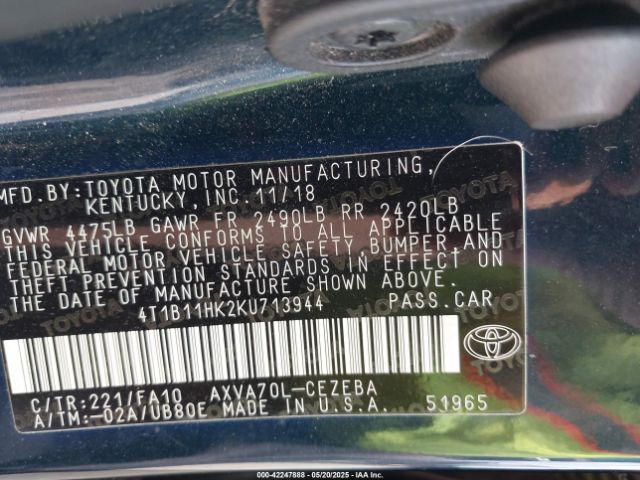 MFD. BY: TOYOTA MOTOR MANUFACTURING,
KENTUCKY, INC. 11/18
GVWR 4475LB GAWR FR 2490LB RR 2420LB
THIS VEHICLE CONFORMS TO ALL APPLICABLE
FEDERAL MOTOR VEHICLE SAFETY, BUMPER AND
THEFT PREVENTION STANDARDS IN EFFECT ON
THE DATE OF MANUFACTURE SHOWN ABOVE.
4T1B11HK2KU713944 PASS.CAR
C/TR:221/FA10 AXVA70L-CEZEBA
A/TM:-02A/UB80E MADE IN U.S.A. 51965
000-42247888 - 05/20/2025 - IAA Inc.